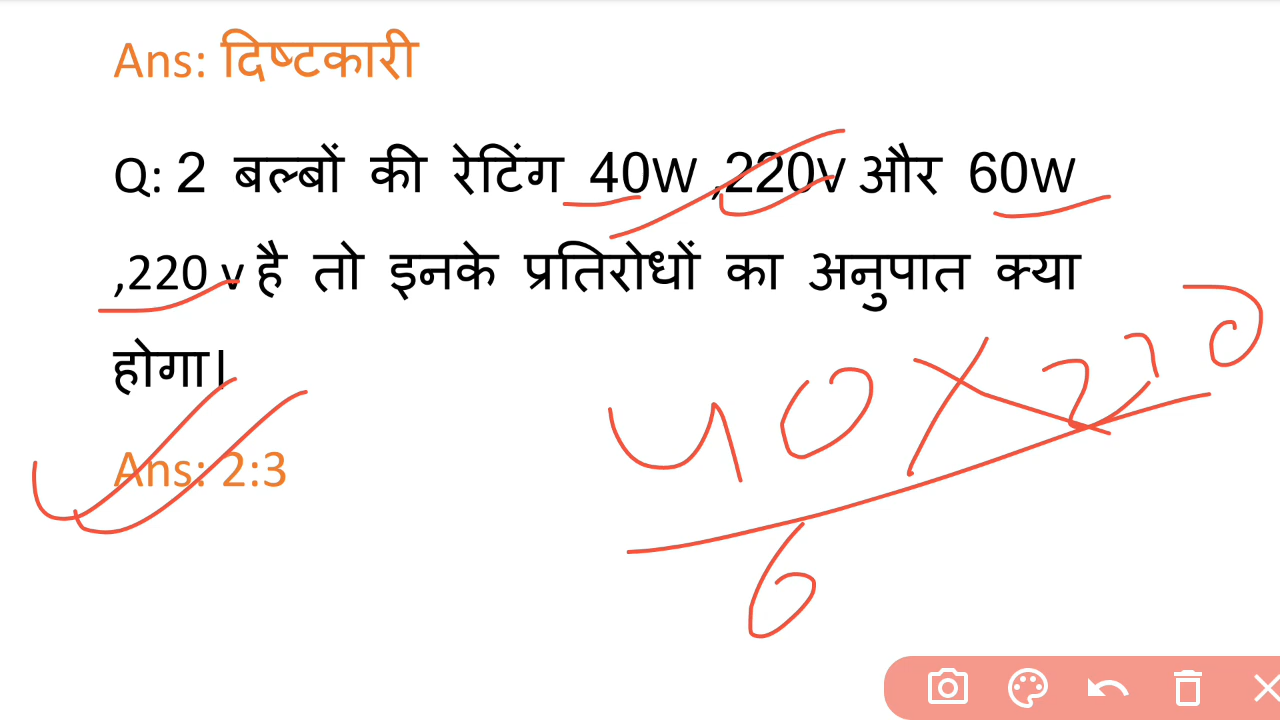 Ans: दिष्टकारी
Q: 2 बल्बों की रेटिंग 40W ,220V और 60W
,220 v है तो इनके प्रतिरोधों का अनुपात क्या
होगा।
40 X 220
6
Ans: 2:3